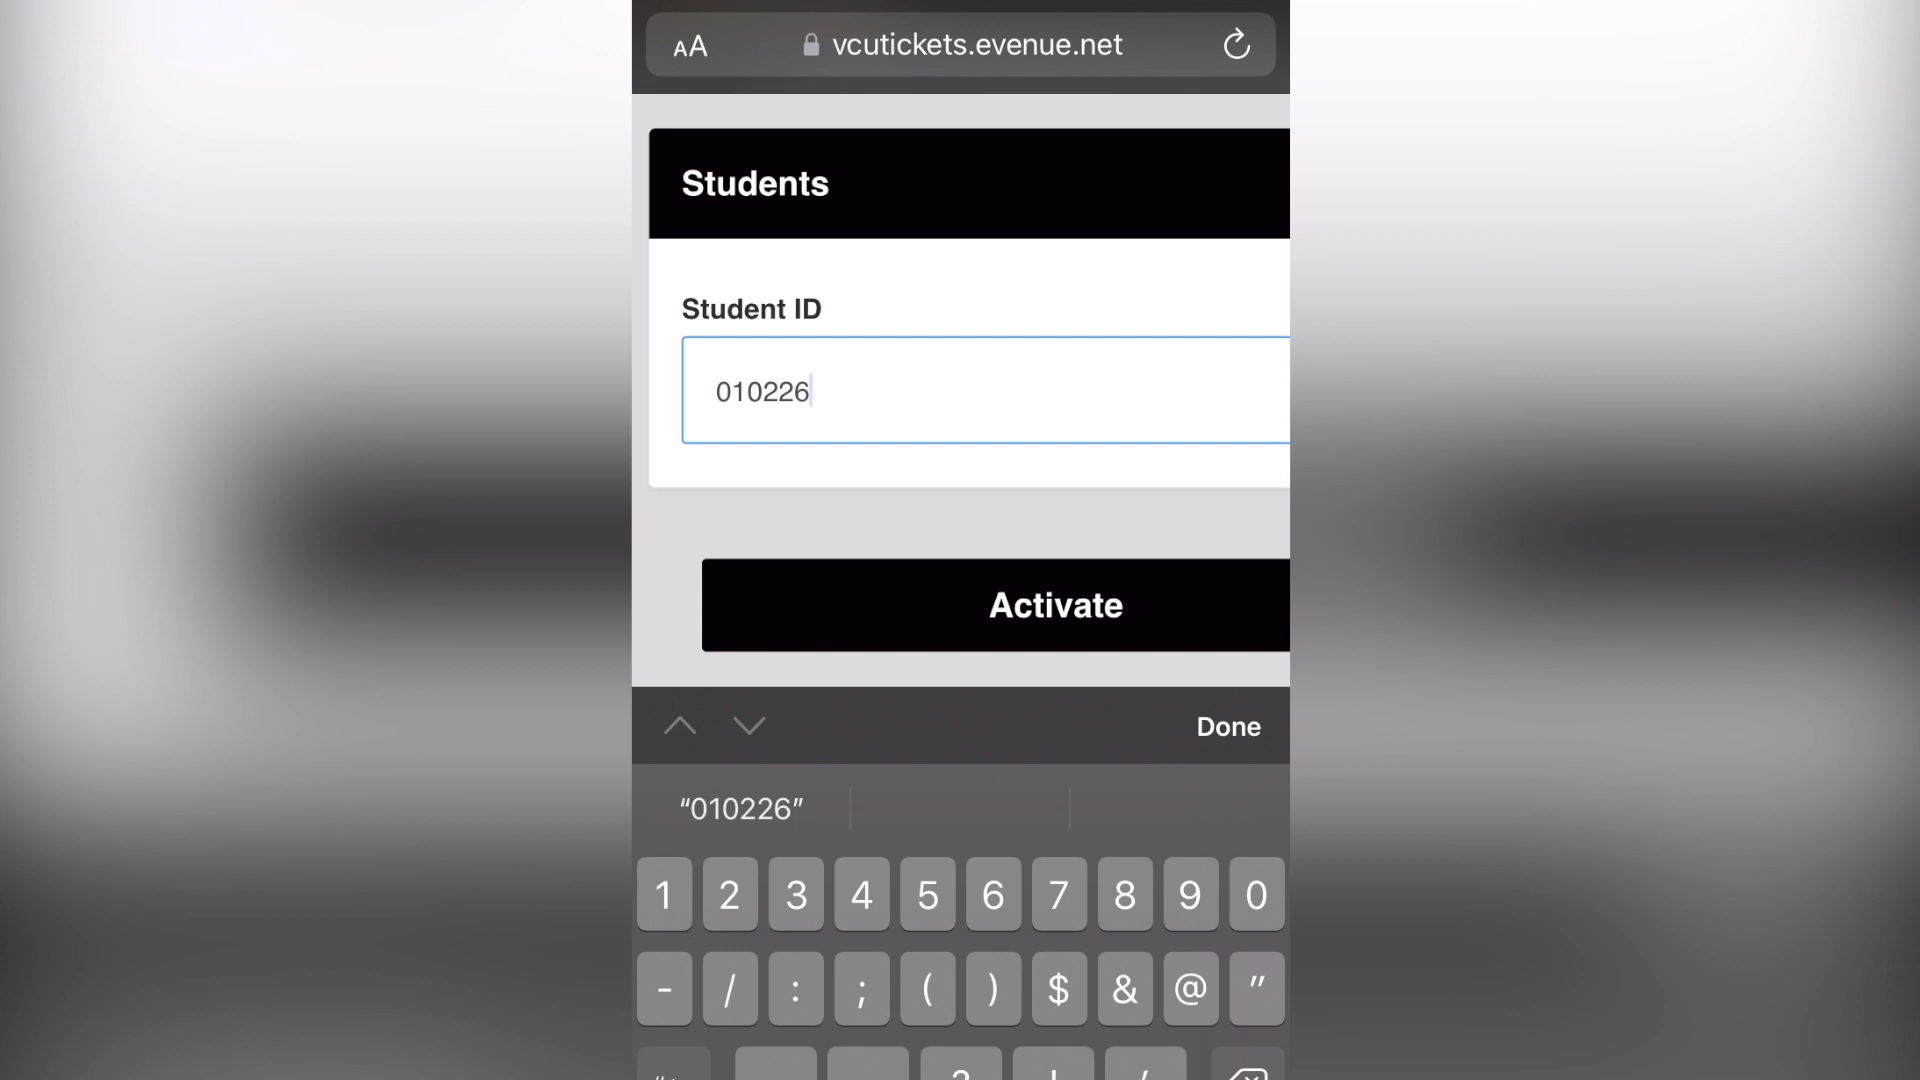 AA vcutickets.evenue.net
Students
Student ID
010226
Activate
Done
“010226”
1 2 3 4 5 6 7 8 9 0
- / : ; ( ) $ & @ "